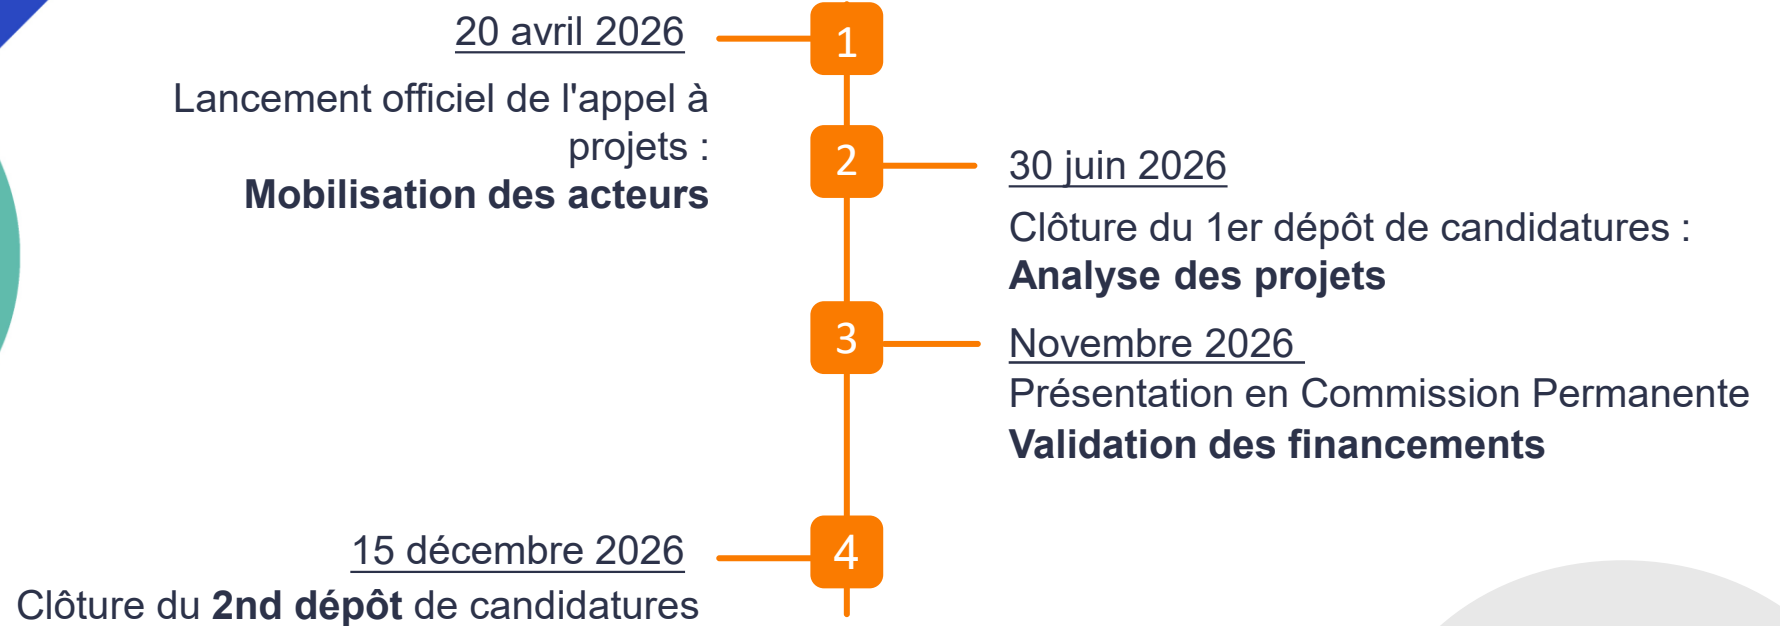 1
20 avril 2026
Lancement officiel de l'appel à
projets :
Mobilisation des acteurs
2
30 juin 2026
Clôture du 1er dépôt de candidatures :
Analyse des projets
3
Novembre 2026
Présentation en Commission Permanente
Validation des financements
4
15 décembre 2026
Clôture du 2nd dépôt de candidatures